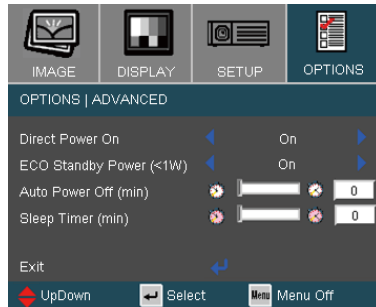 IMAGE DISPLAY SETUP OPTIONS
OPTIONS | ADVANCED
Direct Power On On
ECO Standby Power (<1W) On
Auto Power Off (min) 0
Sleep Timer (min) 0
Exit
UpDown Select Menu Menu Off